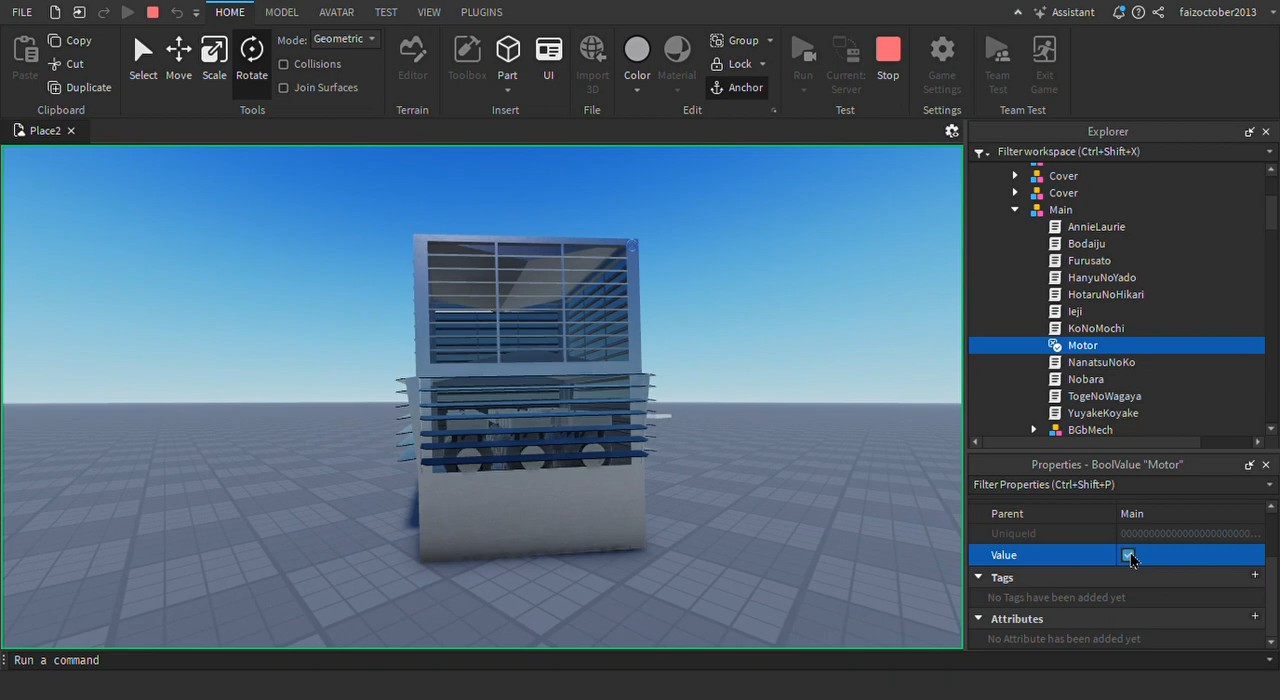 FILE HOME MODEL AVATAR TEST VIEW PLUGINS Assistant faizoctober2013
Copy Mode: Geometric Group
Cut Collisions Lock
Paste Duplicate Select Move Scale Rotate Join Surfaces Editor Toolbox Part UI Import 3D Color Material Anchor Run Current: Server Stop Game Settings Team Test Exit Game
Clipboard Tools Terrain Insert File Edit Test Settings Team Test
Place2
Explorer
Filter workspace (Ctrl+Shift+X)
Cover
Cover
Main
AnnieLaurie
Bodaiju
Furusato
HanyuNoYado
HotaruNoHikari
Ieji
KoNoMochi
Motor
NanatsuNoKo
Nobara
TogeNoWagaya
YuyakeKoyake
BGbMech
Properties - BoolValue "Motor"
Filter Properties (Ctrl+Shift+P)
Parent Main
UniqueId
Value
Tags
No Tags have been added yet
Attributes
No Attribute has been added yet
Run a command